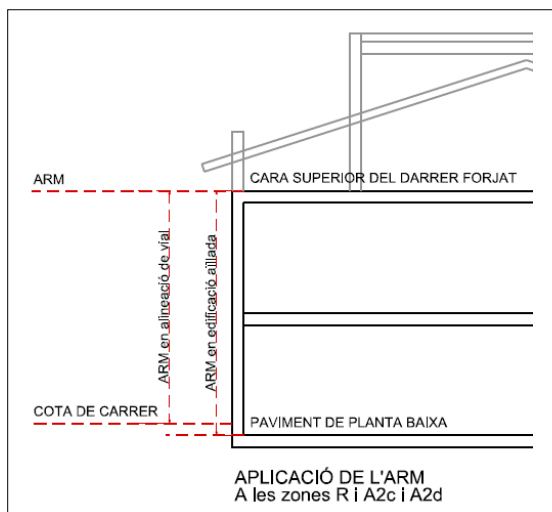 ARM
CARA SUPERIOR DEL DARRER FORJAT
ARM en alineació de vial
ARM en edificació aïllada
COTA DE CARRER
PAVIMENT DE PLANTA BAIXA
APLICACIÓ DE L'ARM
A les zones R i A2c i A2d